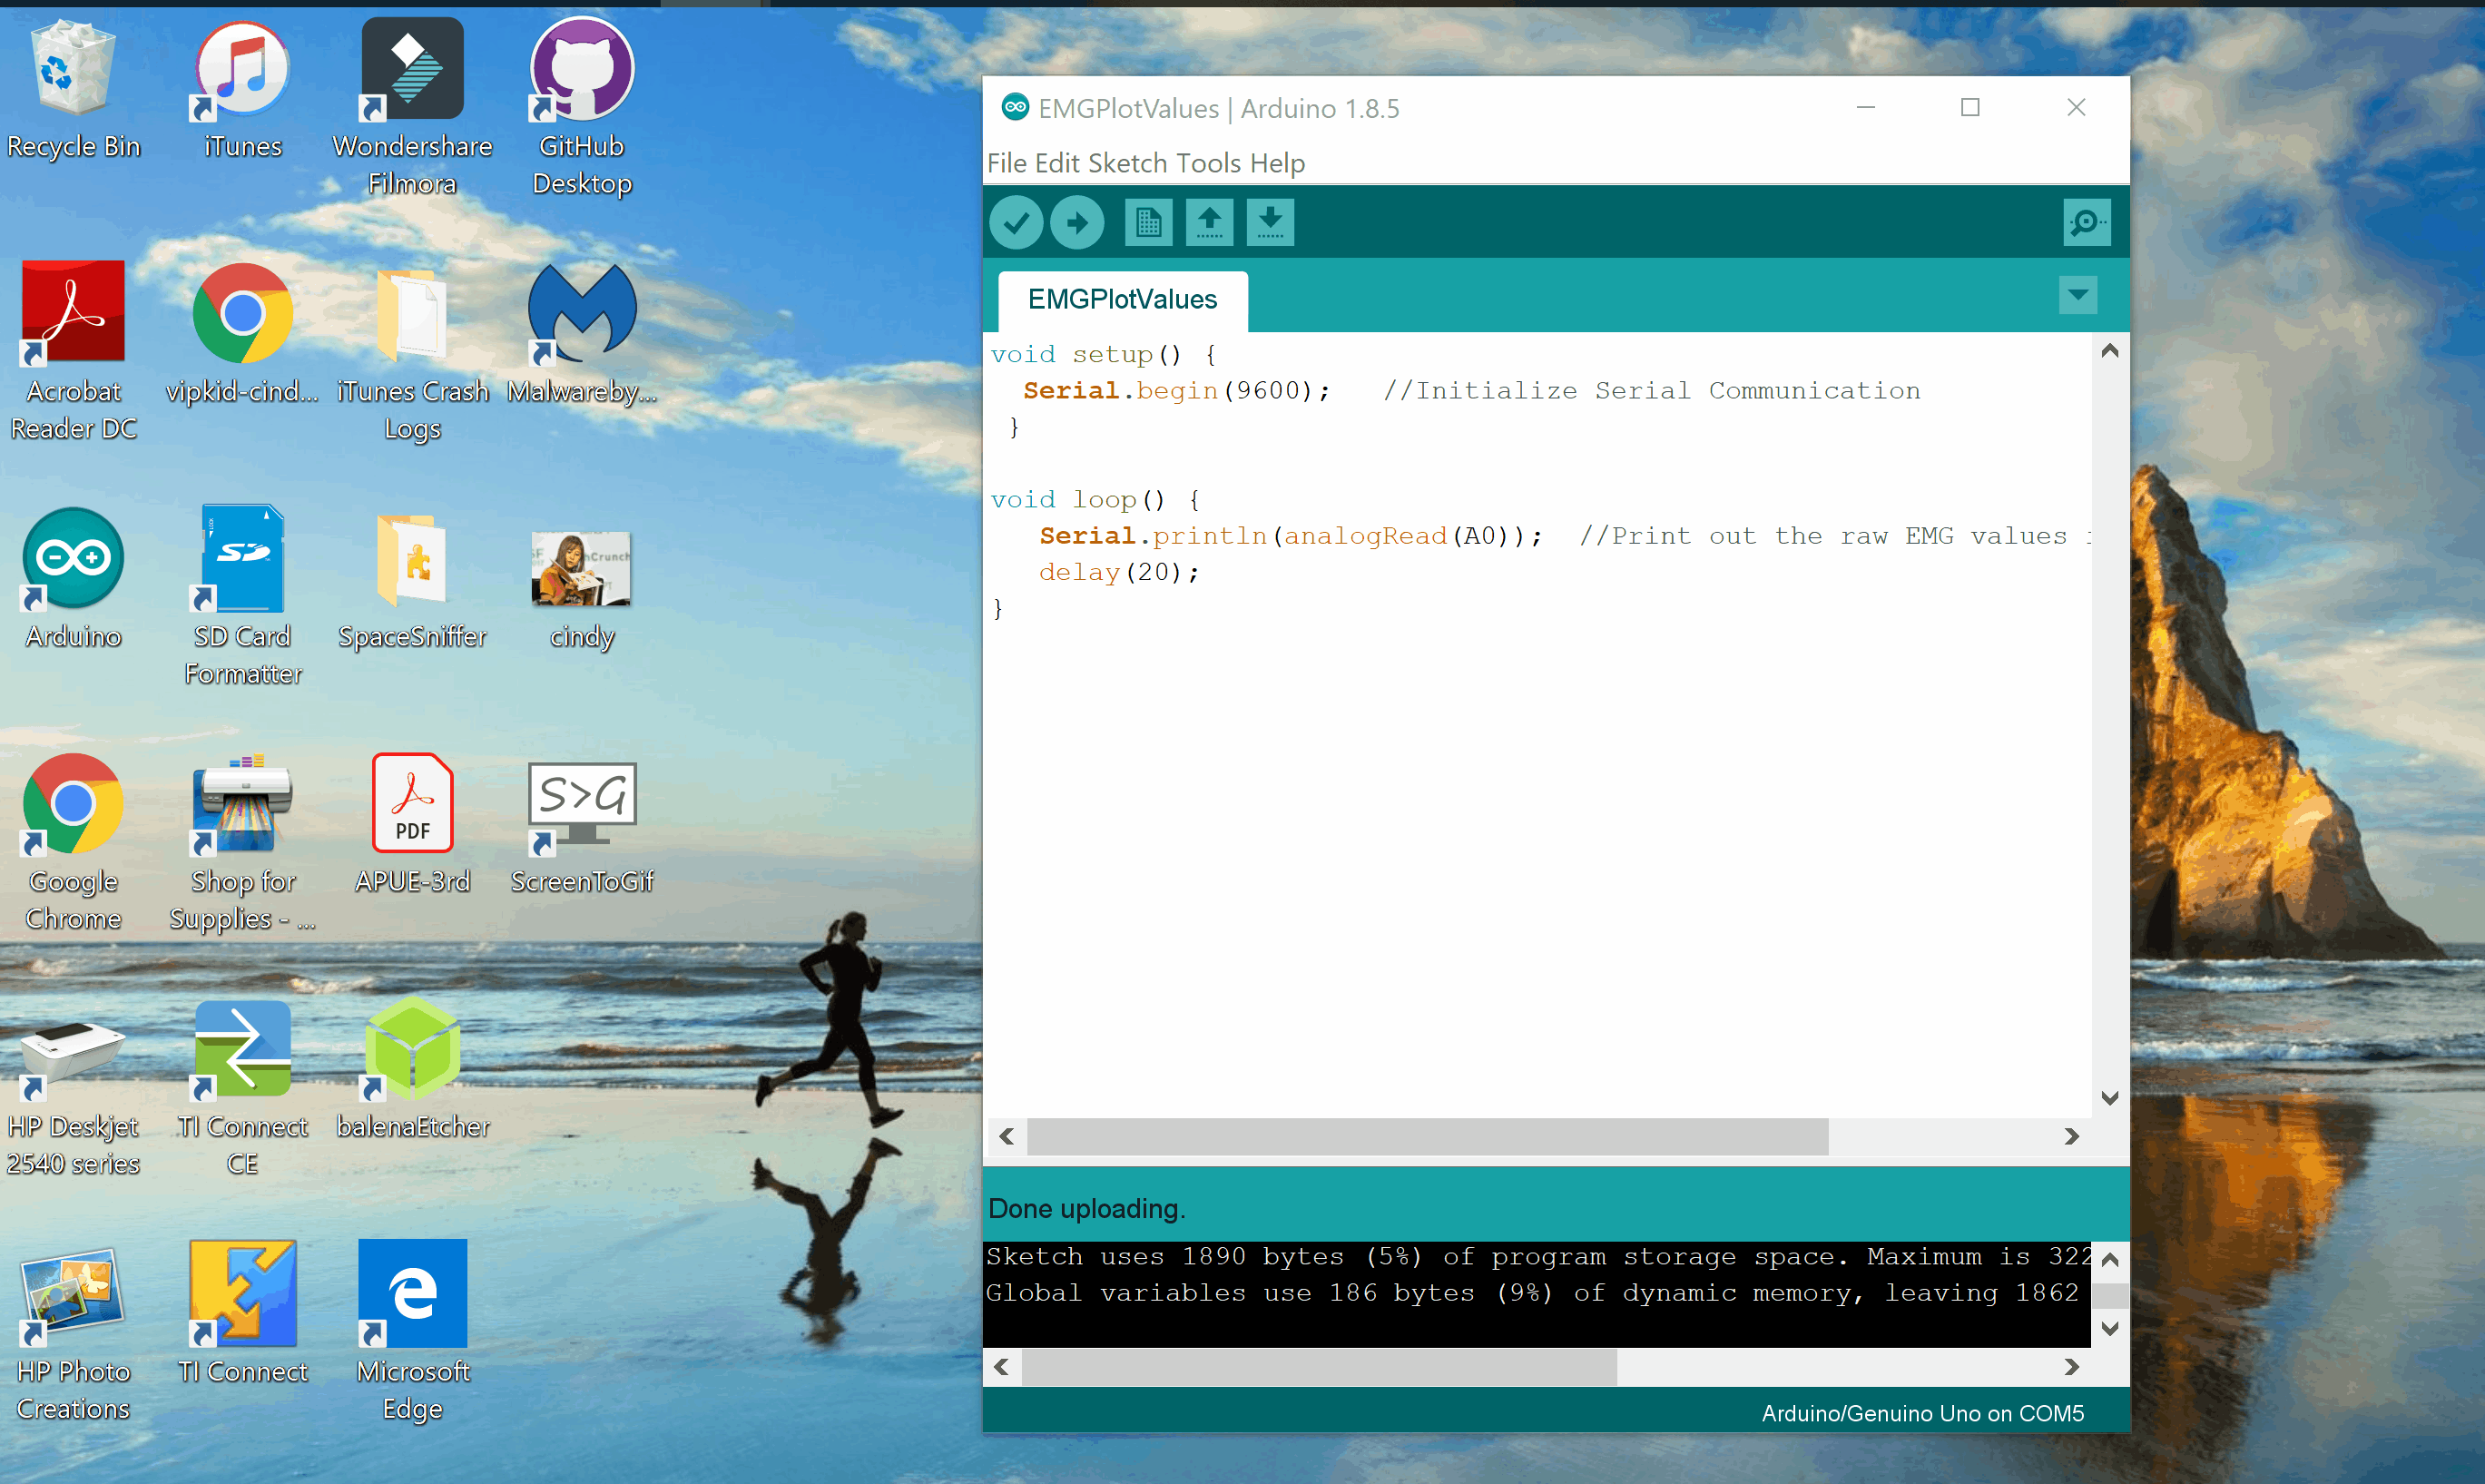 Recycle Bin
iTunes
Wondershare
Filmora
GitHub
Desktop
Acrobat
Reader DC
vipkid-cind...
iTunes Crash
Logs
Malwareby...
Arduino
SD Card
Formatter
SpaceSniffer
cindy
Google
Chrome
Shop for
Supplies - ...
PDF
APUE-3rd
S>G
ScreenToGif
HP Deskjet
2540 series
TI Connect
CE
balenaEtcher
HP Photo
Creations
TI Connect
Microsoft
Edge
EMGPlotValues | Arduino 1.8.5
File Edit Sketch Tools Help
EMGPlotValues
void setup() {
Serial.begin(9600); //Initialize Serial Communication
}
void loop() {
Serial.println(analogRead(A0)); //Print out the raw EMG values
delay(20);
}
Done uploading.
Sketch uses 1890 bytes (5%) of program storage space. Maximum is 322
Global variables use 186 bytes (9%) of dynamic memory, leaving 1862
Arduino/Genuino Uno on COM5